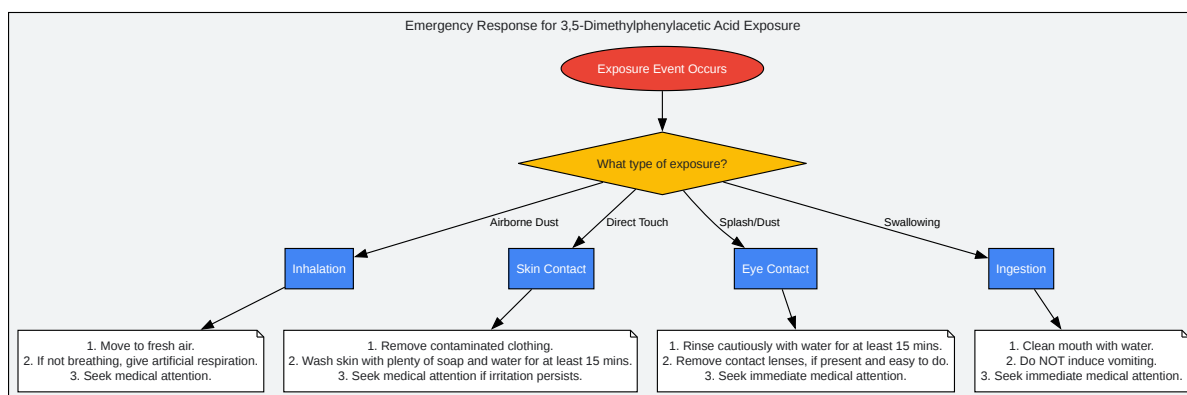 Emergency Response for 3,5-Dimethylphenylacetic Acid Exposure
Exposure Event Occurs
What type of exposure?
Airborne Dust
Direct Touch
Splash/Dust
Swallowing
Inhalation
Skin Contact
Eye Contact
Ingestion
1. Move to fresh air.
2. If not breathing, give artificial respiration.
3. Seek medical attention.
1. Remove contaminated clothing.
2. Wash skin with plenty of soap and water for at least 15 mins.
3. Seek medical attention if irritation persists.
1. Rinse cautiously with water for at least 15 mins.
2. Remove contact lenses, if present and easy to do.
3. Seek immediate medical attention.
1. Clean mouth with water.
2. Do NOT induce vomiting.
3. Seek immediate medical attention.